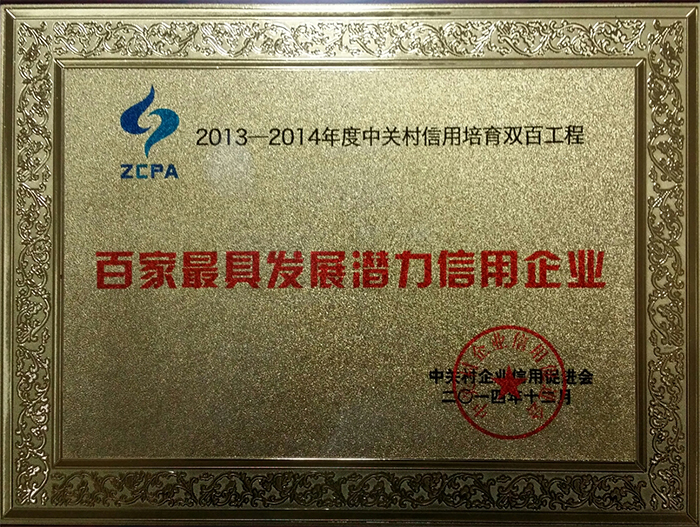 ZCPA
2013—2014年度中关村信用培育双百工程
百家最具发展潜力信用企业
中关村企业信用促进会
二〇一四年十二月